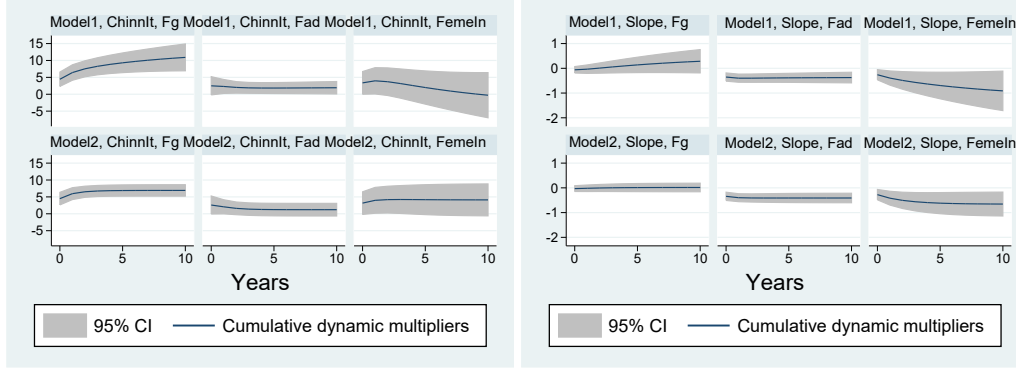 Model1, ChinnIt, Fg Model1, ChinnIt, Fad Model1, ChinnIt, FemeIn
15
10
5
0
-5
Model2, ChinnIt, Fg Model2, ChinnIt, Fad Model2, ChinnIt, FemeIn
15
10
5
0
-5
0 5 10 0 5 10 0 5 10
Years
95% CI Cumulative dynamic multipliers
Model1, Slope, Fg Model1, Slope, Fad Model1, Slope, FemeIn
1
0
-1
-2
Model2, Slope, Fg Model2, Slope, Fad Model2, Slope, FemeIn
1
0
-1
-2
0 5 10 0 5 10 0 5 10
Years
95% CI Cumulative dynamic multipliers